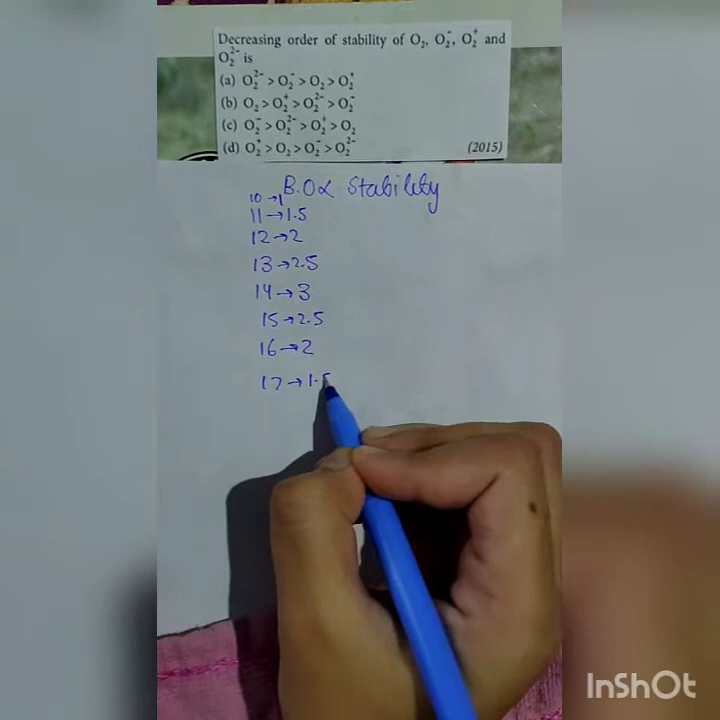 Decreasing order of stability of O₂, O₂⁻, O₂⁺ and
O₂²⁻ is
(a) O₂²⁻ > O₂⁻ > O₂ > O₂⁺
(b) O₂ > O₂⁺ > O₂²⁻ > O₂⁻
(c) O₂⁻ > O₂²⁻ > O₂⁺ > O₂
(d) O₂⁺ > O₂ > O₂⁻ > O₂²⁻ (2015)
B.O ∝ Stability
10 → 1
11 → 1.5
12 → 2
13 → 2.5
14 → 3
15 → 2.5
16 → 2
17 → 1.5
InShOt